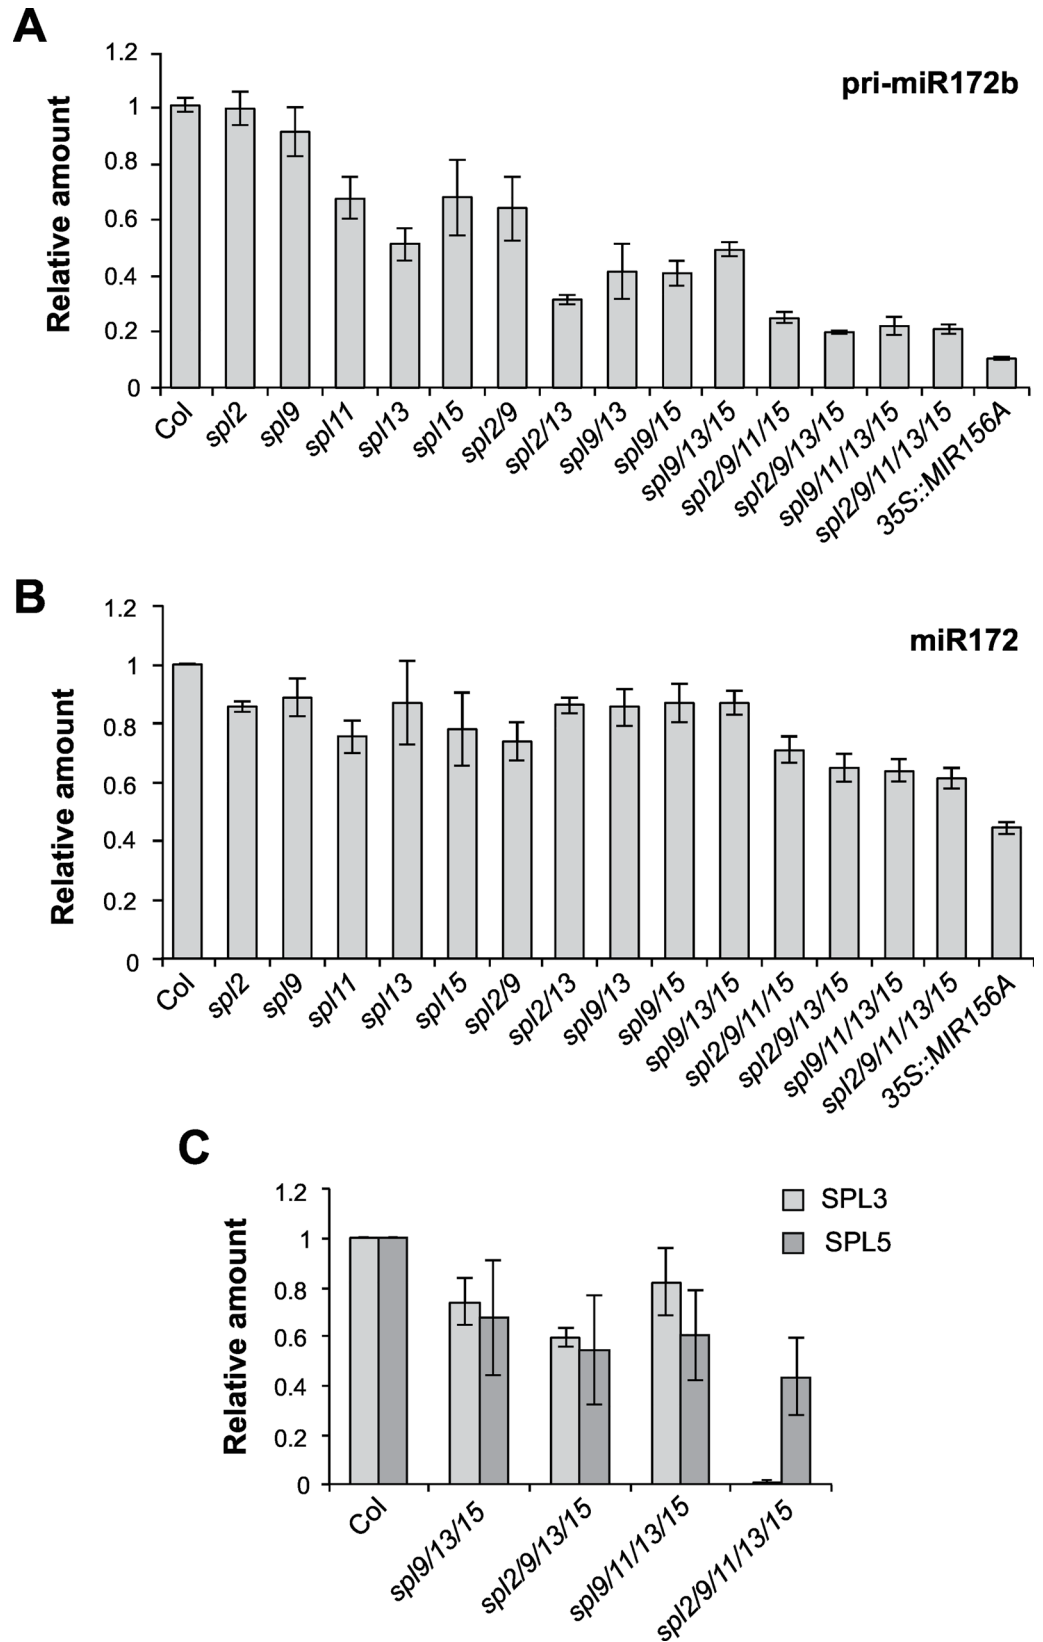 A
pri-miR172b
Relative amount
1.2
1
0.8
0.6
0.4
0.2
0
Col
spl2
spl9
spl11
spl13
spl15
spl2/9
spl2/13
spl9/13
spl9/15
spl9/13/15
spl2/9/11/15
spl2/9/13/15
spl9/11/13/15
spl2/9/11/13/15
35S::MIR156A
B
miR172
Relative amount
1.2
1
0.8
0.6
0.4
0.2
0
Col
spl2
spl9
spl11
spl13
spl15
spl2/9
spl2/13
spl9/13
spl9/15
spl9/13/15
spl2/9/11/15
spl2/9/13/15
spl9/11/13/15
spl2/9/11/13/15
35S::MIR156A
C
SPL3
SPL5
Relative amount
1.2
1
0.8
0.6
0.4
0.2
0
Col
spl9/13/15
spl2/9/13/15
spl9/11/13/15
spl2/9/11/13/15